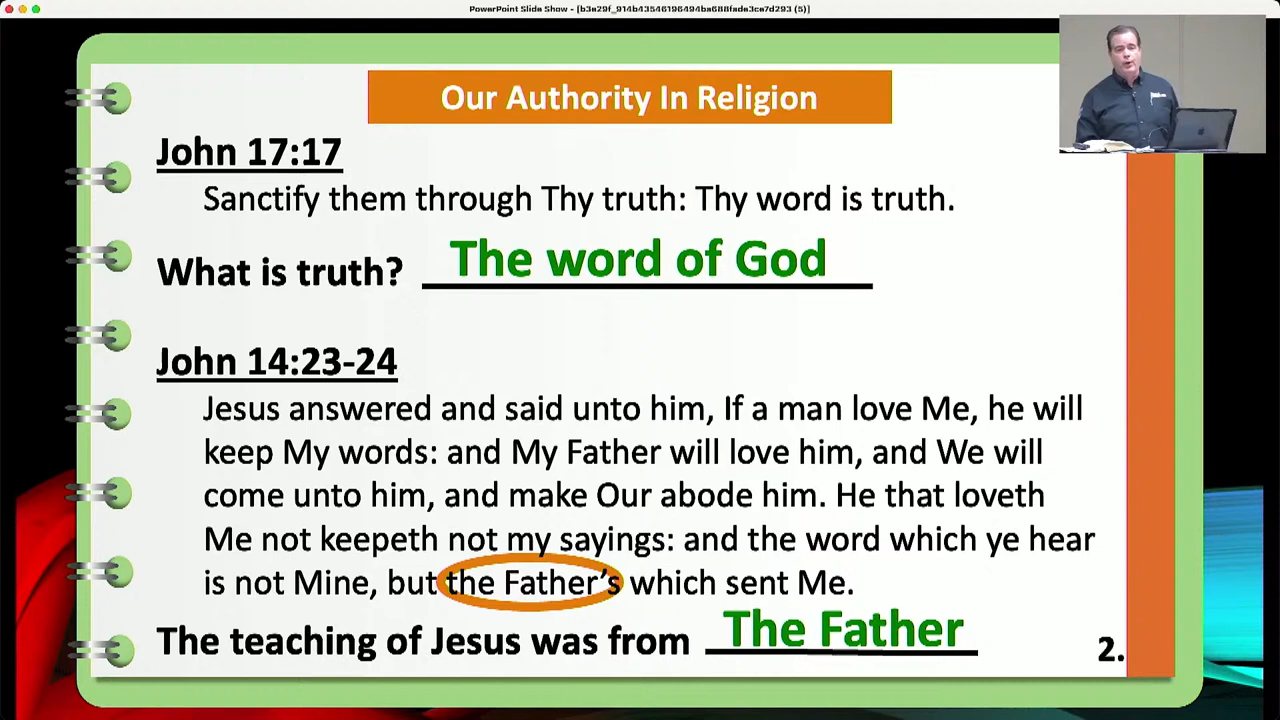 PowerPoint Slide Show - [b3e29f_914b43546196494ba688fade3ce7d293 (5)]
Our Authority In Religion
John 17:17
Sanctify them through Thy truth: Thy word is truth.
What is truth? The word of God
John 14:23-24
Jesus answered and said unto him, If a man love Me, he will
keep My words: and My Father will love him, and We will
come unto him, and make Our abode him. He that loveth
Me not keepeth not my sayings: and the word which ye hear
is not Mine, but the Father’s which sent Me.
The teaching of Jesus was from The Father
2.